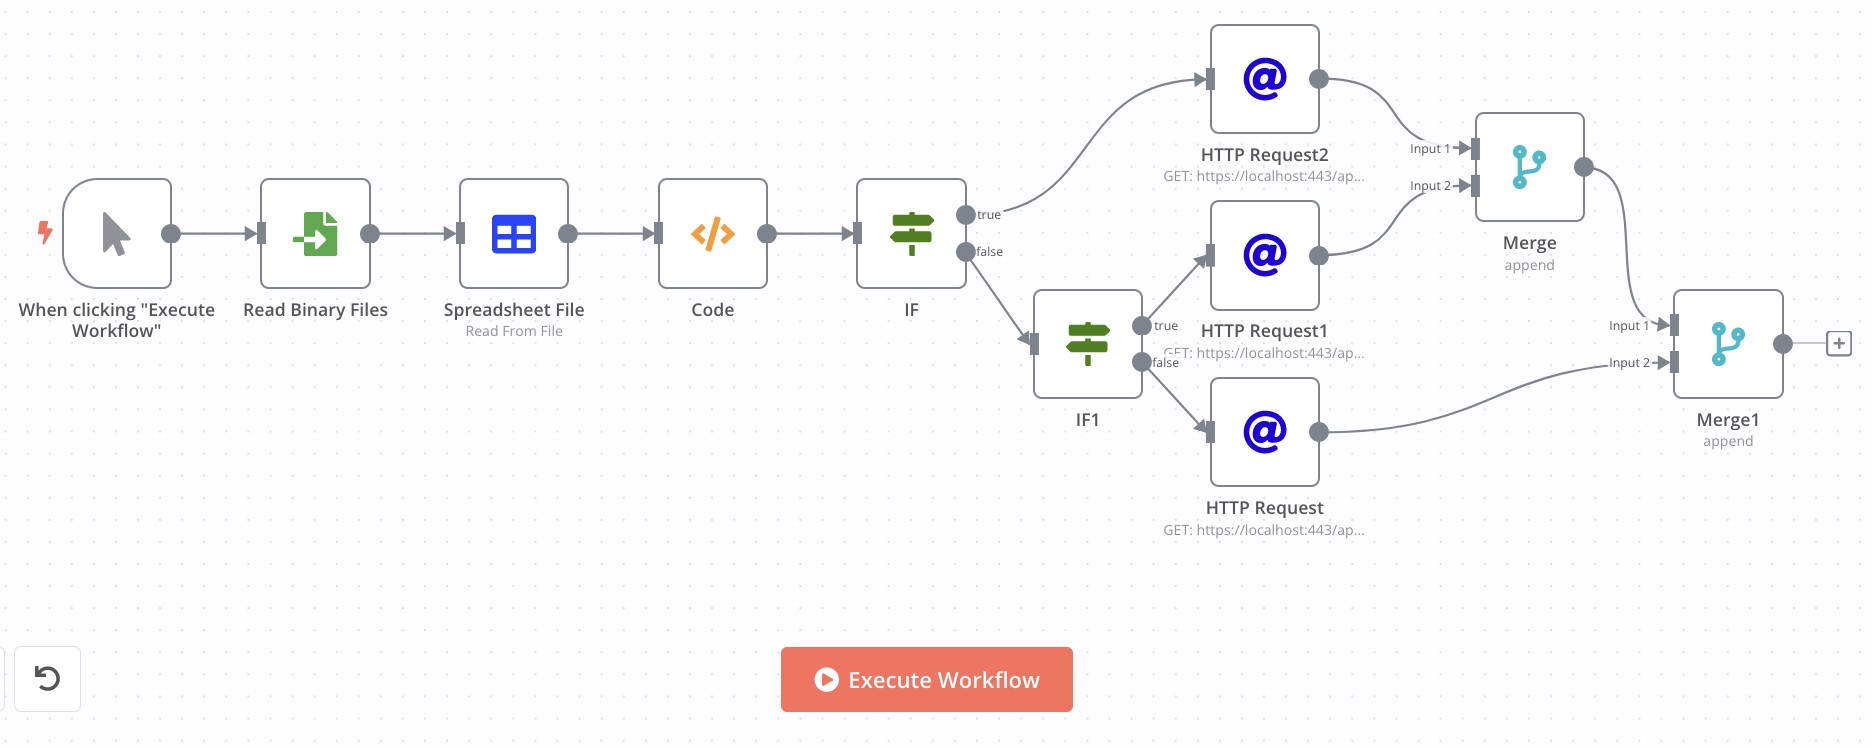 When clicking "Execute
Workflow"
Read Binary Files
Spreadsheet File
Read From File
Code
IF
true
false
IF1
true
false
HTTP Request2
GET: https://localhost:443/ap...
HTTP Request1
GET: https://localhost:443/ap...
HTTP Request
GET: https://localhost:443/ap...
Input 1
Input 2
Merge
append
Input 1
Input 2
Merge1
append
Execute Workflow